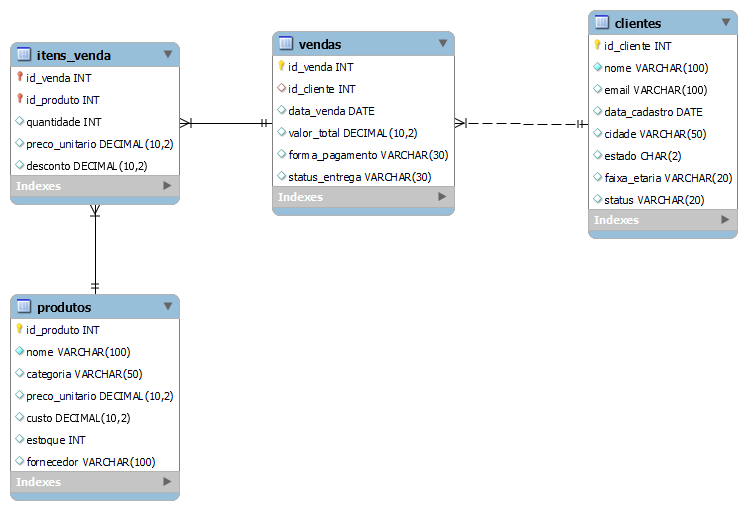 itens_venda
id_venda INT
id_produto INT
quantidade INT
preco_unitario DECIMAL(10,2)
desconto DECIMAL(10,2)
Indexes
vendas
id_venda INT
id_cliente INT
data_venda DATE
valor_total DECIMAL(10,2)
forma_pagamento VARCHAR(30)
status_entrega VARCHAR(30)
Indexes
clientes
id_cliente INT
nome VARCHAR(100)
email VARCHAR(100)
data_cadastro DATE
cidade VARCHAR(50)
estado CHAR(2)
faixa_etaria VARCHAR(20)
status VARCHAR(20)
Indexes
produtos
id_produto INT
nome VARCHAR(100)
categoria VARCHAR(50)
preco_unitario DECIMAL(10,2)
custo DECIMAL(10,2)
estoque INT
fornecedor VARCHAR(100)
Indexes